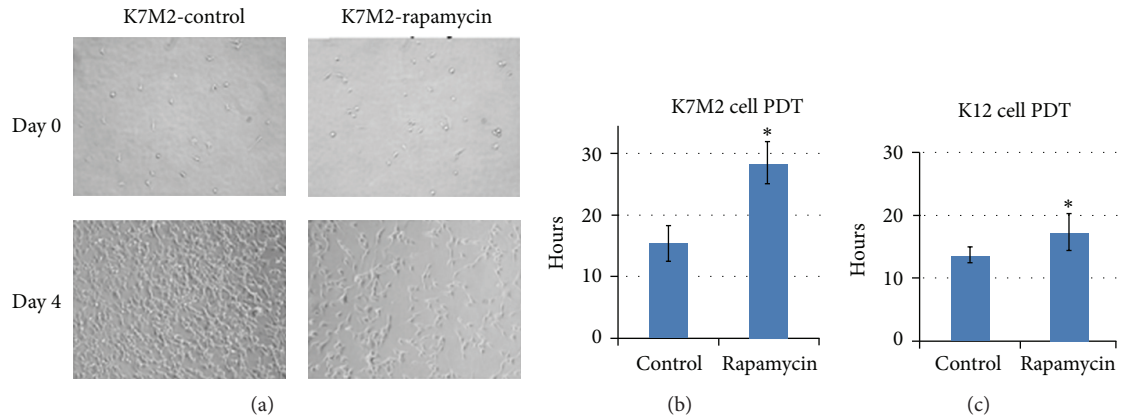 K7M2-control
K7M2-rapamycin
Day 0
Day 4
(a)
K7M2 cell PDT
Hours
30
20
10
0
*
Control
Rapamycin
(b)
K12 cell PDT
Hours
30
20
10
0
*
Control
Rapamycin
(c)